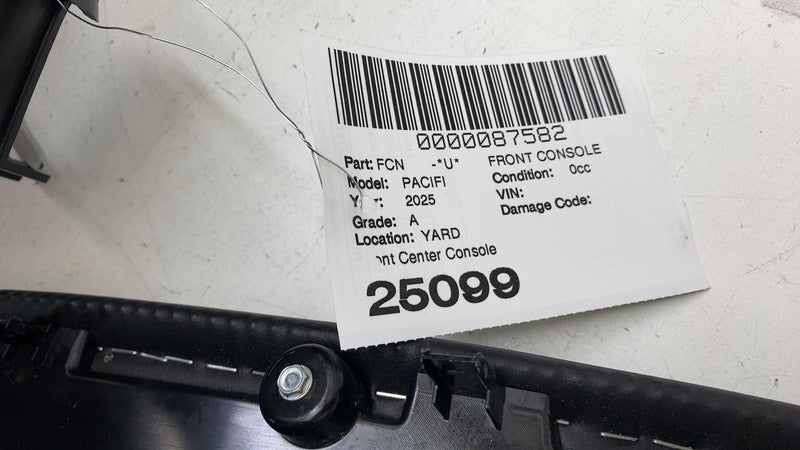 0000087582
Part: FCN -*U* FRONT CONSOLE
Model: PACIFI Condition: 0cc
2025 VIN:
Grade: A Damage Code:
Location: YARD
Center Console
25099